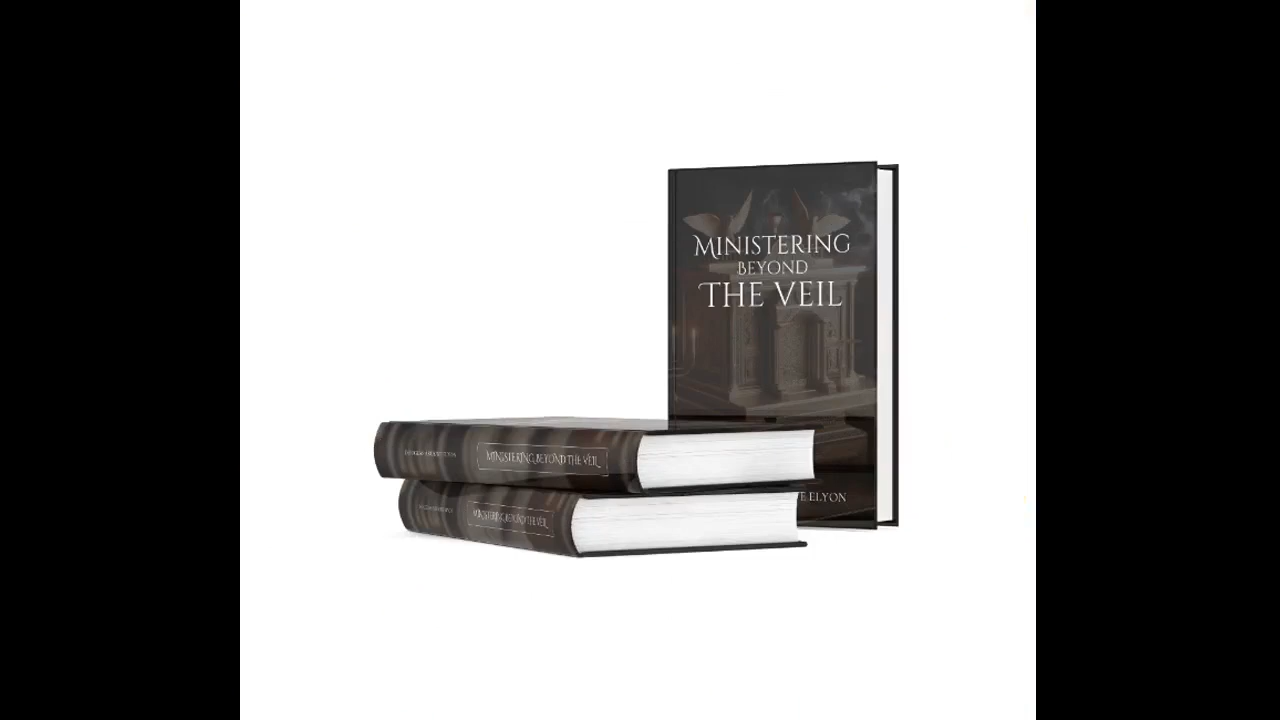 MINISTERING
BEYOND
THE VEIL
ELYON
MINISTERING BEYOND THE VEIL
MINISTERING BEYOND THE VEIL